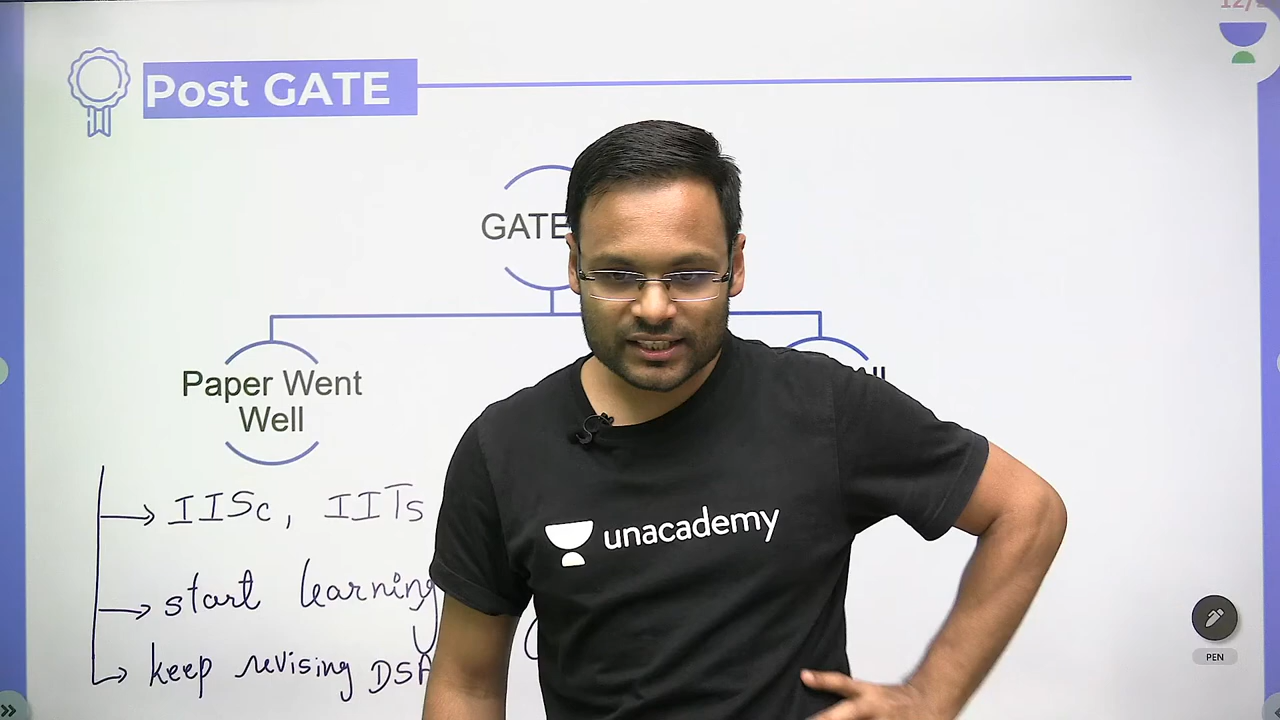 Post GATE
GATE
Paper Went
Well
→ IISc, IITs
→ start learning
→ keep revising DSA
unacademy
PEN